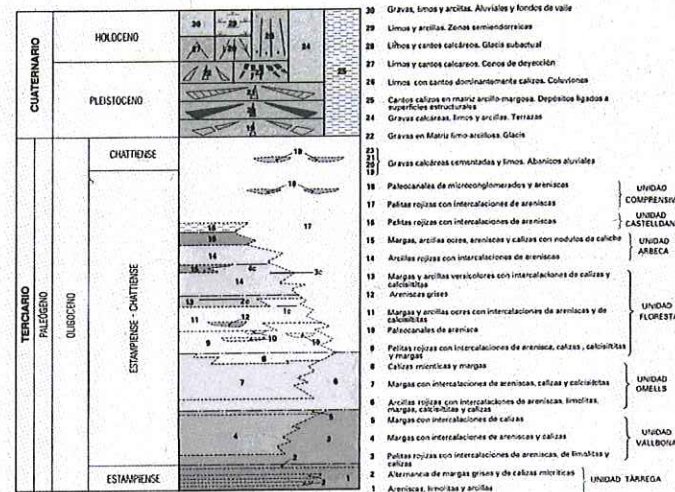 CUATERNARIO
HOLOCENO
PLEISTOCENO
TERCIARIO
PALEÓGENO
OLIGOCENO
CHATTIENSE
ESTAMPIENSE - CHATTIENSE
ESTAMPIENSE
30 Gravas, limos y arcillas. Aluviales y fondos de valle
29 Limos y arcillas. Zonas semiendorreicas
28 Limos y cantos calcáreos. Glacis subactual
27 Limos y cantos calcareos. Conos de deyección
26 Limos con cantos dominantemente calizos. Coluviones
25 Cantos calizos en matriz arcillo-margosa. Depósitos ligados a
superficies estructurales
24 Gravas calcáreas, limos y arcillas. Terrazas
22 Gravas en Matriz limo-arcillosa. Glacis
23
21
20
19
Gravas calcáreas cementadas y limos. Abanicos aluviales
18 Paleocanales de microconglomerados y areniscas
17 Pelitas rojizas con intercalaciones de areniscas
UNIDAD
COMPRENSIVA
16 Pelitas rojizas con intercalaciones de areniscas
UNIDAD
CASTELLDANS
15 Margas, arcillas ocres, areniscas y calizas con nodulos de caliche
14 Arcillas rojizas con intercalaciones de areniscas
UNIDAD
ARBECA
13 Margas y arcillas versicolores con intercalaciones de calizas y
calcisiltitas
12 Areniscas grises
11 Margas y arcillas ocres con intercalaciones de areniscas y de
calcisiltitas
10 Paleocanales de arenisca
9 Pelitas rojizas con intercalaciones de arenisca, calizas, calcisiltitas
y margas
UNIDAD
FLORESTA
8 Calizas micríticas y margas
7 Margas con intercalaciones de areniscas, calizas y calcisiltitas
6 Arcillas rojizas con intercalaciones de areniscas, limolitas,
margas, calcisiltitas y calizas
UNIDAD
OMELLS
5 Margas con intercalaciones de calizas
4 Margas con intercalaciones de areniscas y calizas
3 Pelitas rojizas con intercalaciones de areniscas, de limolitas y
calizas
UNIDAD
VALLBONA
2 Alternancia de margas grises y de calizas micríticas
1 Areniscas, limolitas y arcillas
UNIDAD TÀRREGA